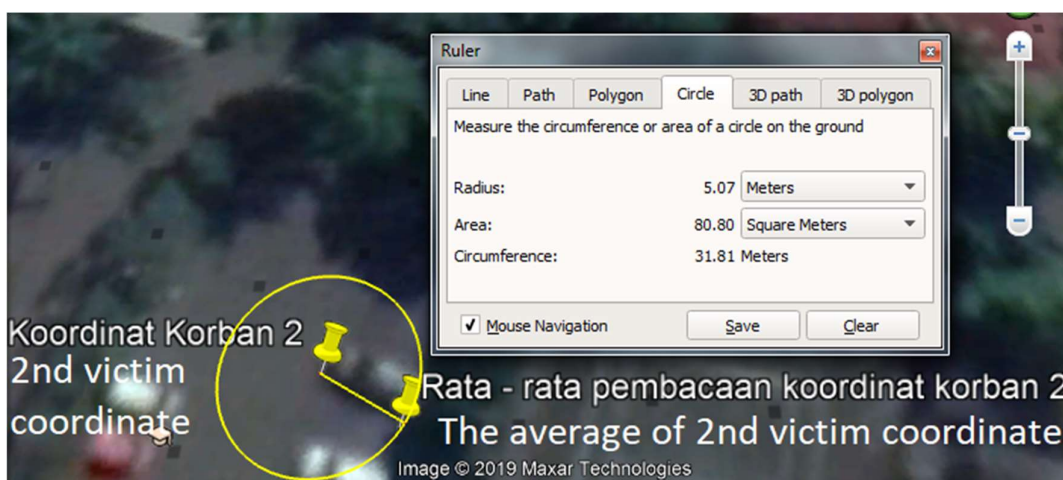 Ruler
Line Path Polygon Circle 3D path 3D polygon
Measure the circumference or area of a circle on the ground
Radius: 5.07 Meters
Area: 80.80 Square Meters
Circumference: 31.81 Meters
Mouse Navigation Save Clear
Koordinat Korban 2
2nd victim
coordinate
Rata - rata pembacaan koordinat korban 2
The average of 2nd victim coordinate
Image © 2019 Maxar Technologies